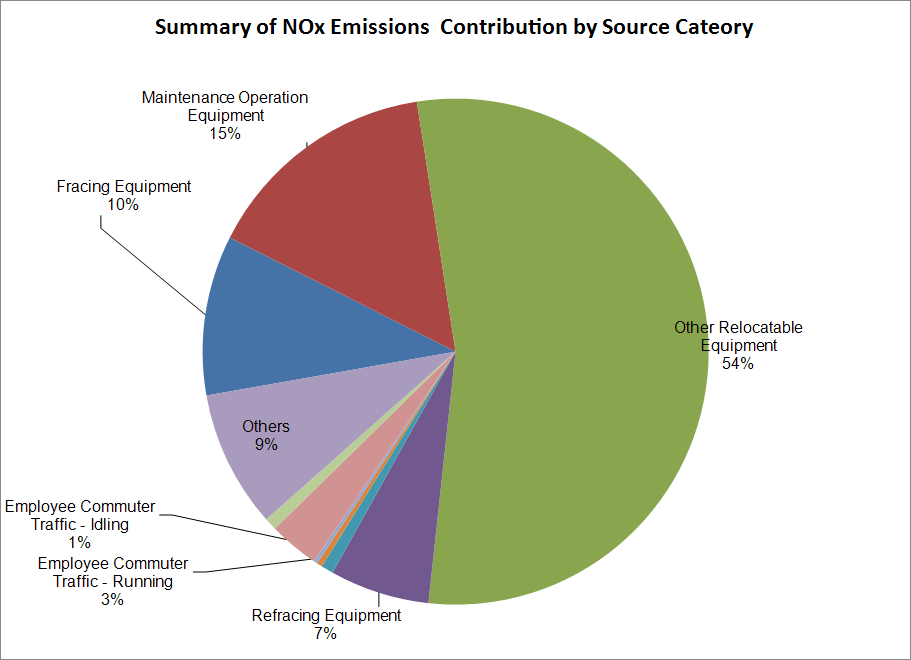 Summary of NOx Emissions  Contribution by Source Cateory
Maintenance Operation
Equipment
15%
Fracing Equipment
10%
Other Relocatable
Equipment
54%
Others
9%
Employee Commuter
Traffic - Idling
1%
Employee Commuter
Traffic - Running
3%
Refracing Equipment
7%